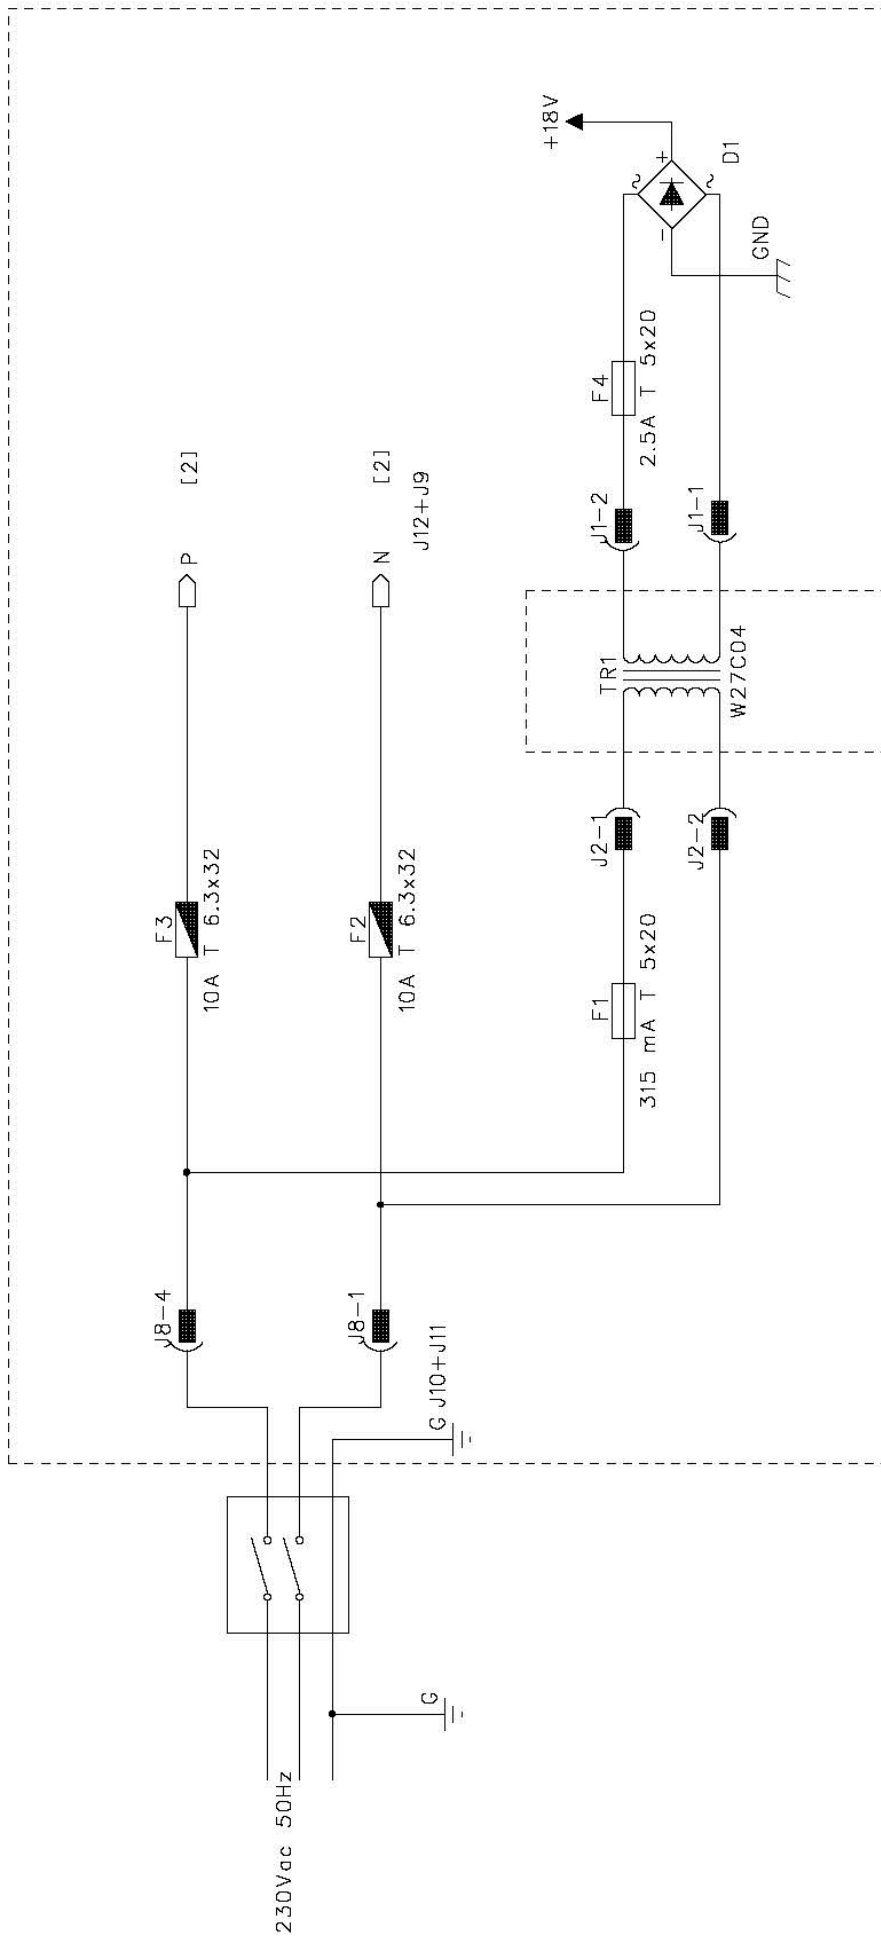 230Vac 50Hz
G
G J10+J11
J8-4
J8-1
F3
10A T 6.3x32
F2
10A T 6.3x32
P [2]
N [2]
J12+J9
F1
315 mA T 5x20
J2-1
J2-2
TR1
W27C04
J1-2
J1-1
F4
2.5A T 5x20
+18V
+
~
~
-
D1
GND